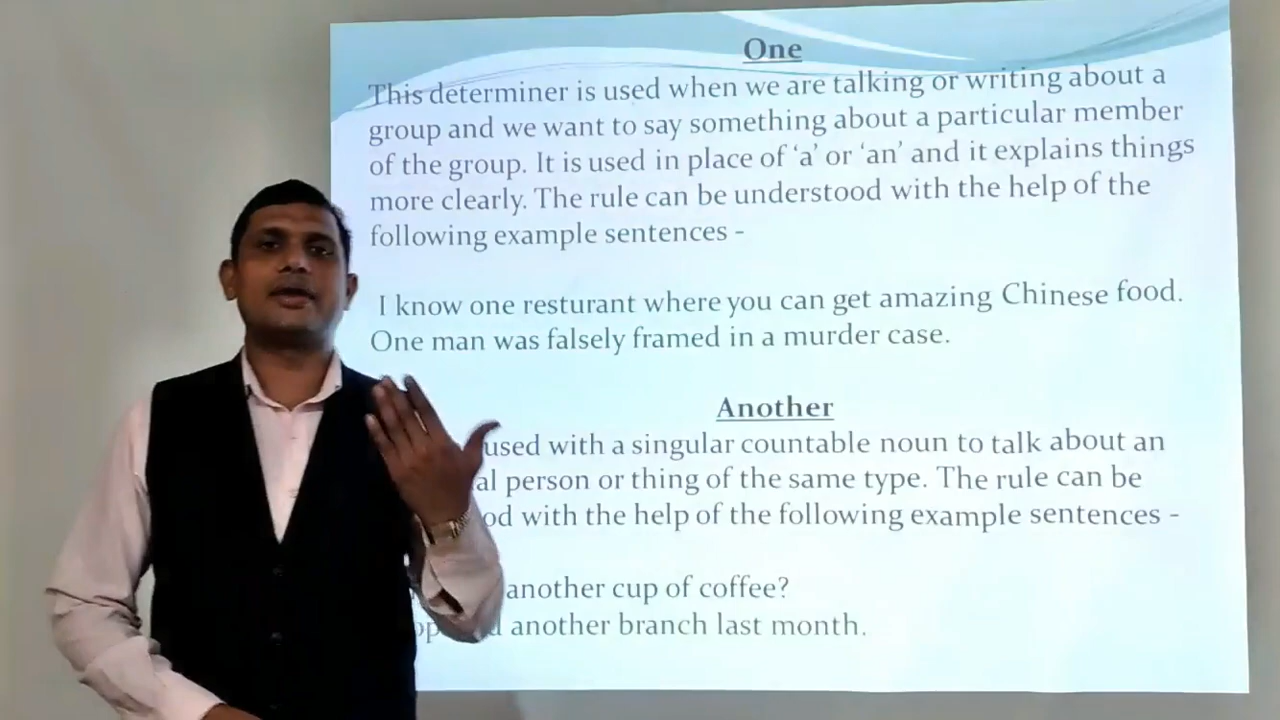 One
This determiner is used when we are talking or writing about a
group and we want to say something about a particular member
of the group. It is used in place of ‘a’ or ‘an’ and it explains things
more clearly. The rule can be understood with the help of the
following example sentences -
I know one resturant where you can get amazing Chinese food.
One man was falsely framed in a murder case.
Another
used with a singular countable noun to talk about an
person or thing of the same type. The rule can be
with the help of the following example sentences -
another cup of coffee?
another branch last month.